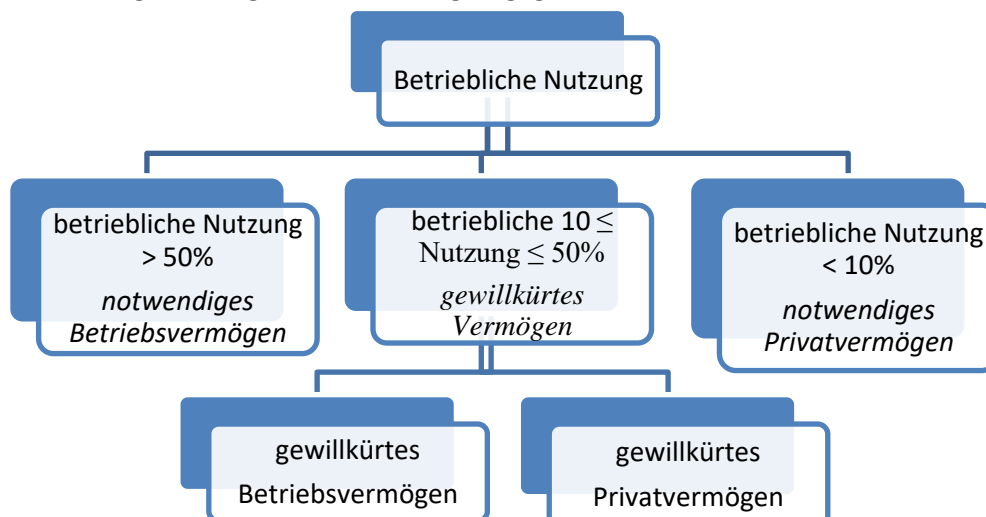 Betriebliche Nutzung
betriebliche Nutzung
> 50%
notwendiges
Betriebsvermögen
betriebliche 10 ≤
Nutzung ≤ 50%
gewillkürtes
Vermögen
betriebliche Nutzung
< 10%
notwendiges
Privatvermögen
gewillkürtes
Betriebsvermögen
gewillkürtes
Privatvermögen